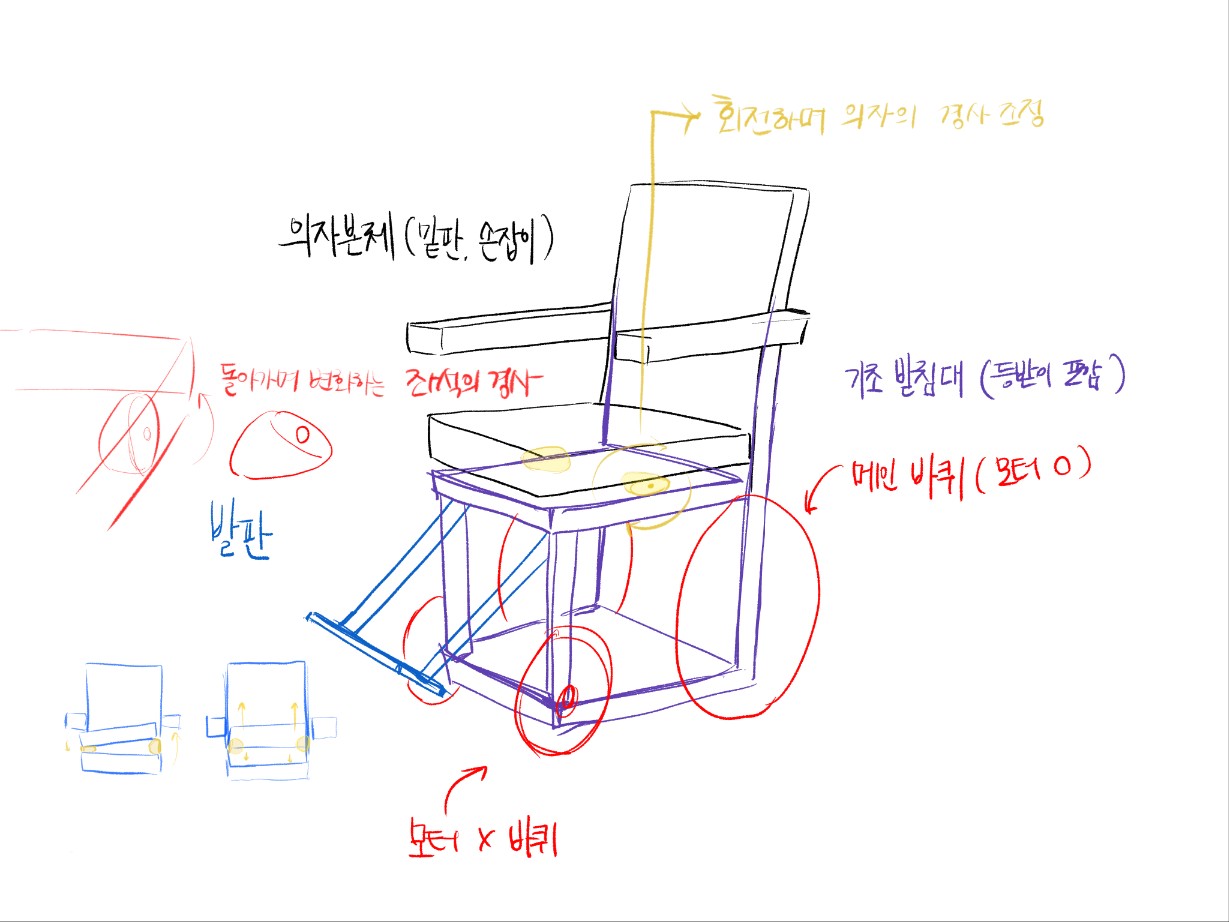 회전하며 의자의 경사 조정
의자본체 (밑판, 손잡이)
돌아가며 변화하는 좌석의 경사
기초 받침대 (등받이 포함)
메인 바퀴 (모터 O)
발판
모터 X 바퀴